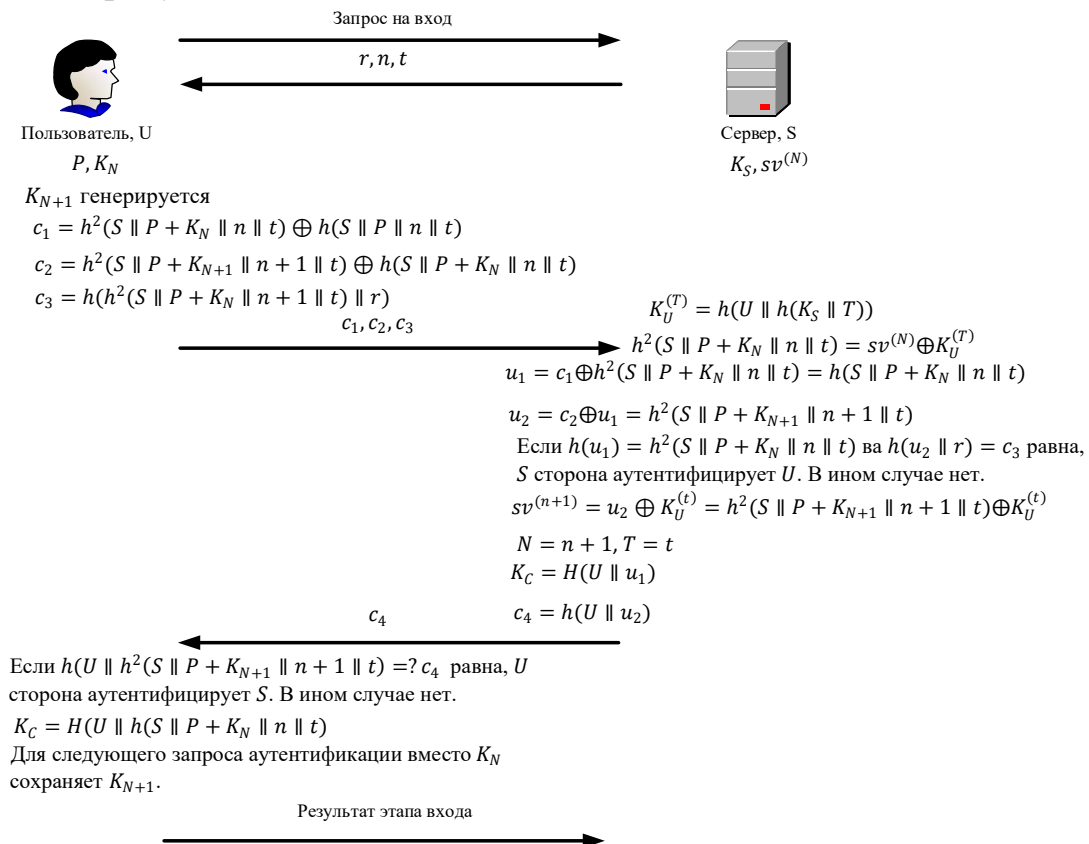 Запрос на вход
r, n, t
Пользователь, U
Сервер, S
P, K_N
K_S, sv^{(N)}
K_{N+1} генерируется
c_1 = h^2(S ∥ P + K_N ∥ n ∥ t) ⊕ h(S ∥ P ∥ n ∥ t)
c_2 = h^2(S ∥ P + K_{N+1} ∥ n + 1 ∥ t) ⊕ h(S ∥ P + K_N ∥ n ∥ t)
c_3 = h(h^2(S ∥ P + K_N ∥ n + 1 ∥ t) ∥ r)
c_1, c_2, c_3
K_U^{(T)} = h(U ∥ h(K_S ∥ T))
h^2(S ∥ P + K_N ∥ n ∥ t) = sv^{(N)}⊕K_U^{(T)}
u_1 = c_1⊕h^2(S ∥ P + K_N ∥ n ∥ t) = h(S ∥ P + K_N ∥ n ∥ t)
u_2 = c_2⊕u_1 = h^2(S ∥ P + K_{N+1} ∥ n + 1 ∥ t)
Если h(u_1) = h^2(S ∥ P + K_N ∥ n ∥ t) ва h(u_2 ∥ r) = c_3 равна,
S сторона аутентифицирует U. В ином случае нет.
sv^{(n+1)} = u_2 ⊕ K_U^{(t)} = h^2(S ∥ P + K_{N+1} ∥ n + 1 ∥ t)⊕K_U^{(t)}
N = n + 1, T = t
K_C = H(U ∥ u_1)
c_4 = h(U ∥ u_2)
c_4
Если h(U ∥ h^2(S ∥ P + K_{N+1} ∥ n + 1 ∥ t) =? c_4 равна, U
сторона аутентифицирует S. В ином случае нет.
K_C = H(U ∥ h(S ∥ P + K_N ∥ n ∥ t)
Для следующего запроса аутентификации вместо K_N
сохраняет K_{N+1}.
Результат этапа входа